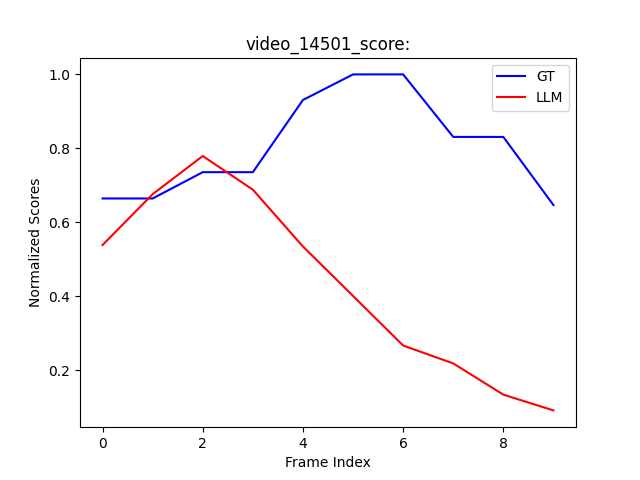 video_14501_score:
GT
LLM
1.0
0.8
0.6
0.4
0.2
Normalized Scores
0 2 4 6 8
Frame Index